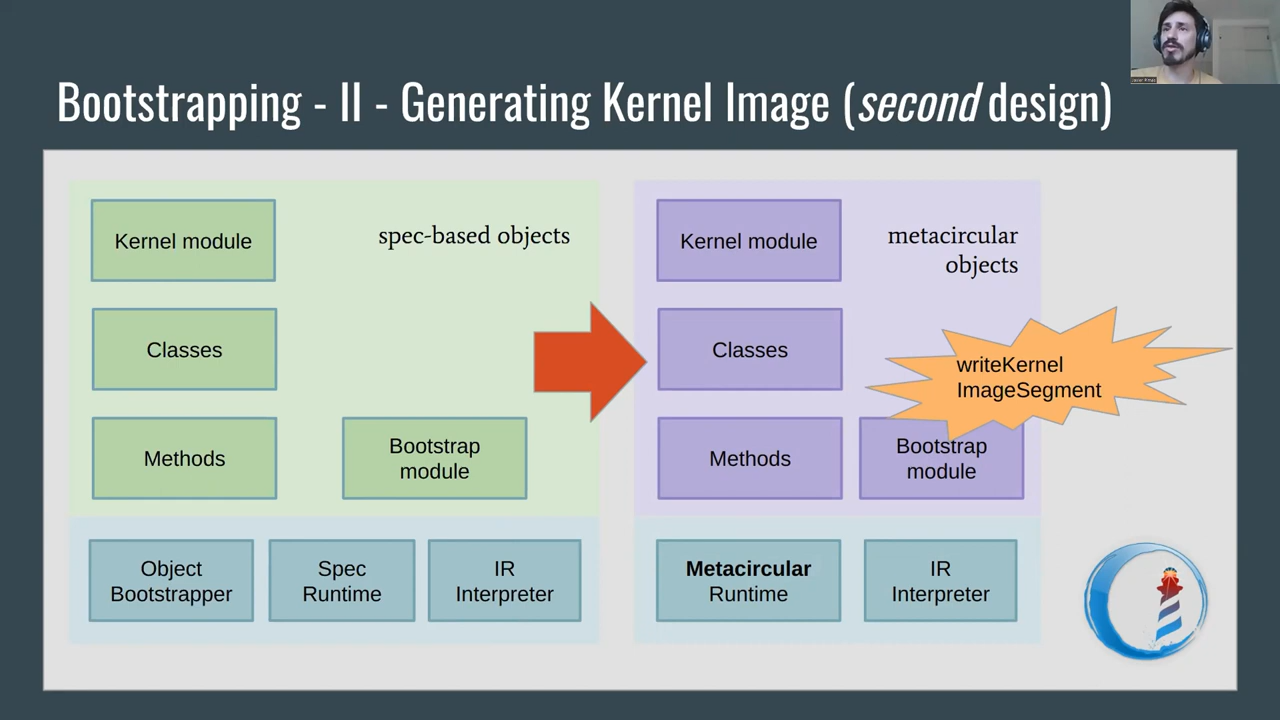 Bootstrapping - II - Generating Kernel Image (second design)
Kernel module
spec-based objects
Classes
Methods
Bootstrap
module
Object
Bootstrapper
Spec
Runtime
IR
Interpreter
Kernel module
metacircular
objects
Classes
writeKernel
ImageSegment
Methods
Bootstrap
module
Metacircular
Runtime
IR
Interpreter